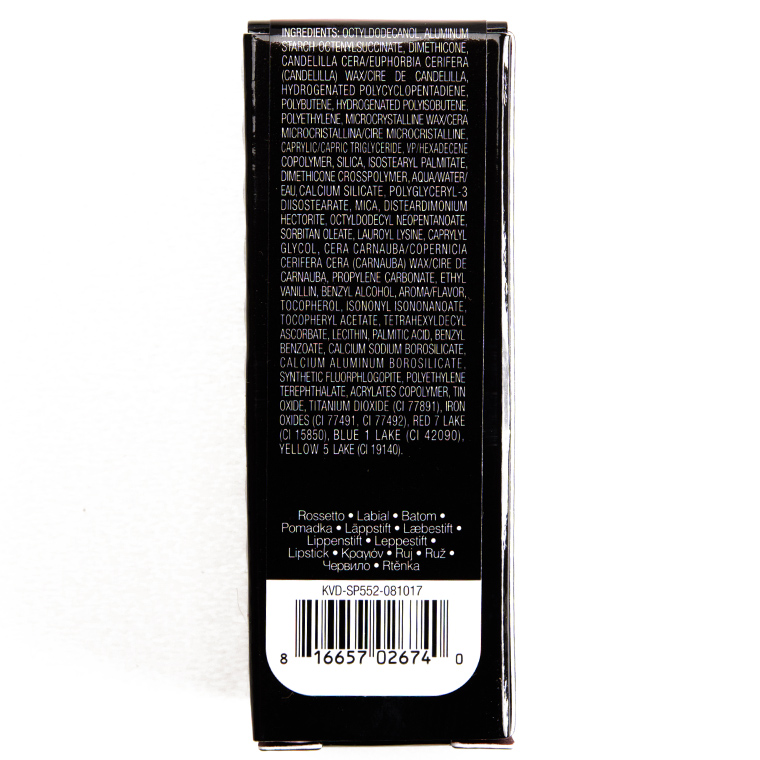 INGREDIENTS: OCTYLDODECANOL, ALUMINUM
STARCH OCTENYLSUCCINATE, DIMETHICONE,
CANDELILLA CERA/EUPHORBIA CERIFERA
(CANDELILLA) WAX/CIRE DE CANDELILLA,
HYDROGENATED POLYCYCLOPENTADIENE,
POLYBUTENE, HYDROGENATED POLYISOBUTENE,
POLYETHYLENE, MICROCRYSTALLINE WAX/CERA
MICROCRISTALLINA/CIRE MICROCRISTALLINE,
CAPRYLIC/CAPRIC TRIGLYCERIDE, VP/HEXADECENE
COPOLYMER, SILICA, ISOSTEARYL PALMITATE,
DIMETHICONE CROSSPOLYMER, AQUA/WATER/
EAU, CALCIUM SILICATE, POLYGLYCERYL-3
DIISOSTEARATE, MICA, DISTEARDIMONIUM
HECTORITE, OCTYLDODECYL NEOPENTANOATE,
SORBITAN OLEATE, LAUROYL LYSINE, CAPRYLYL
GLYCOL, CERA CARNAUBA/COPERNICIA
CERIFERA CERA (CARNAUBA) WAX/CIRE DE
CARNAUBA, PROPYLENE CARBONATE, ETHYL
VANILLIN, BENZYL ALCOHOL, AROMA/FLAVOR,
TOCOPHEROL, ISONONYL ISONONANOATE,
TOCOPHERYL ACETATE, TETRAHEXYLDECYL
ASCORBATE, LECITHIN, PALMITIC ACID, BENZYL
BENZOATE, CALCIUM SODIUM BOROSILICATE,
CALCIUM ALUMINUM BOROSILICATE,
SYNTHETIC FLUORPHLOGOPITE, POLYETHYLENE
TEREPHTHALATE, ACRYLATES COPOLYMER, TIN
OXIDE, TITANIUM DIOXIDE (CI 77891), IRON
OXIDES (CI 77491, CI 77492), RED 7 LAKE
(CI 15850), BLUE 1 LAKE (CI 42090),
YELLOW 5 LAKE (CI 19140).
Rossetto • Labial • Batom •
Pomadka • Läppstift • Læbestift •
Lippenstift • Leppestift •
Lipstick • Κραγιόν • Ruj • Ruž •
Червило • Rtěnka
KVD-SP552-081017
8 16657 02674 0